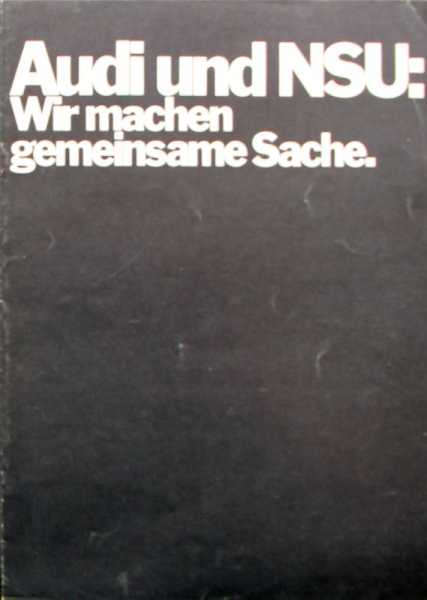 Audi und NSU:
Wir machen
gemeinsame Sache.